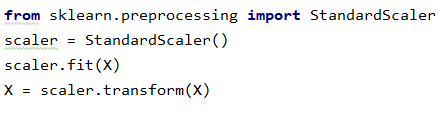 from sklearn.preprocessing import StandardScaler
scaler = StandardScaler()
scaler.fit(X)
X = scaler.transform(X)